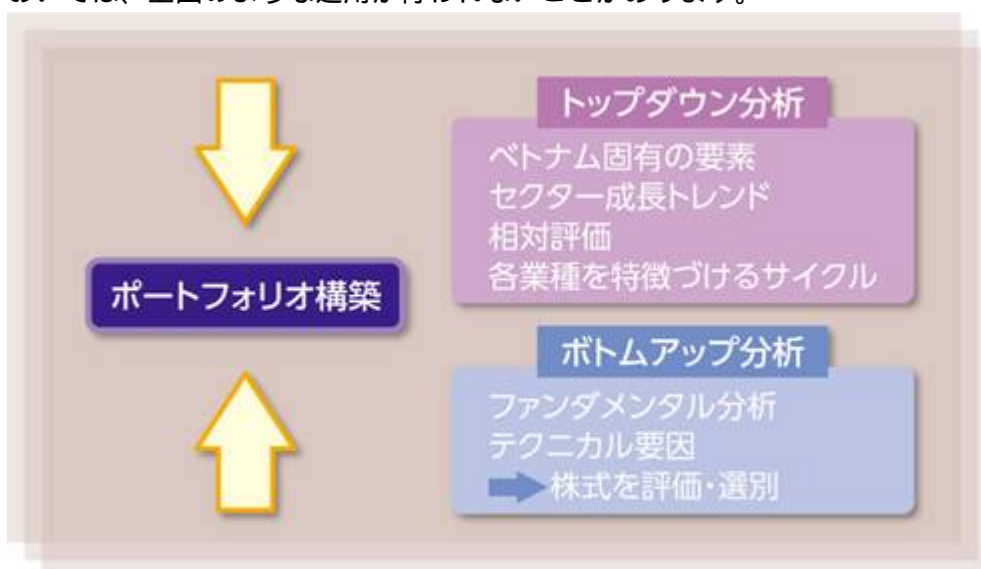 トップダウン分析
ベトナム固有の要素
セクター成長トレンド
相対評価
各業種を特徴づけるサイクル
ポートフォリオ構築
ボトムアップ分析
ファンダメンタル分析
テクニカル要因
株式を評価・選別